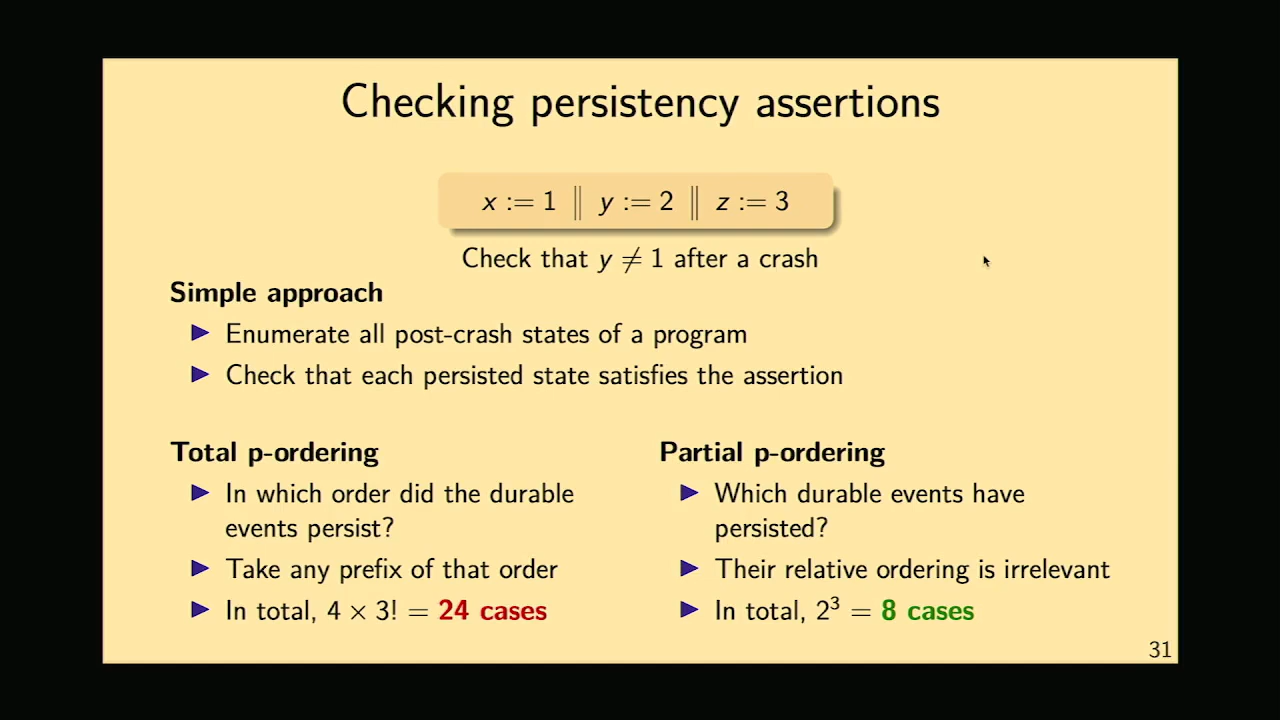 Checking persistency assertions
x := 1 ∥ y := 2 ∥ z := 3
Check that y ≠ 1 after a crash
Simple approach
▶ Enumerate all post-crash states of a program
▶ Check that each persisted state satisfies the assertion
Total p-ordering
▶ In which order did the durable
events persist?
▶ Take any prefix of that order
▶ In total, 4 × 3! = 24 cases
Partial p-ordering
▶ Which durable events have
persisted?
▶ Their relative ordering is irrelevant
▶ In total, 2³ = 8 cases
31